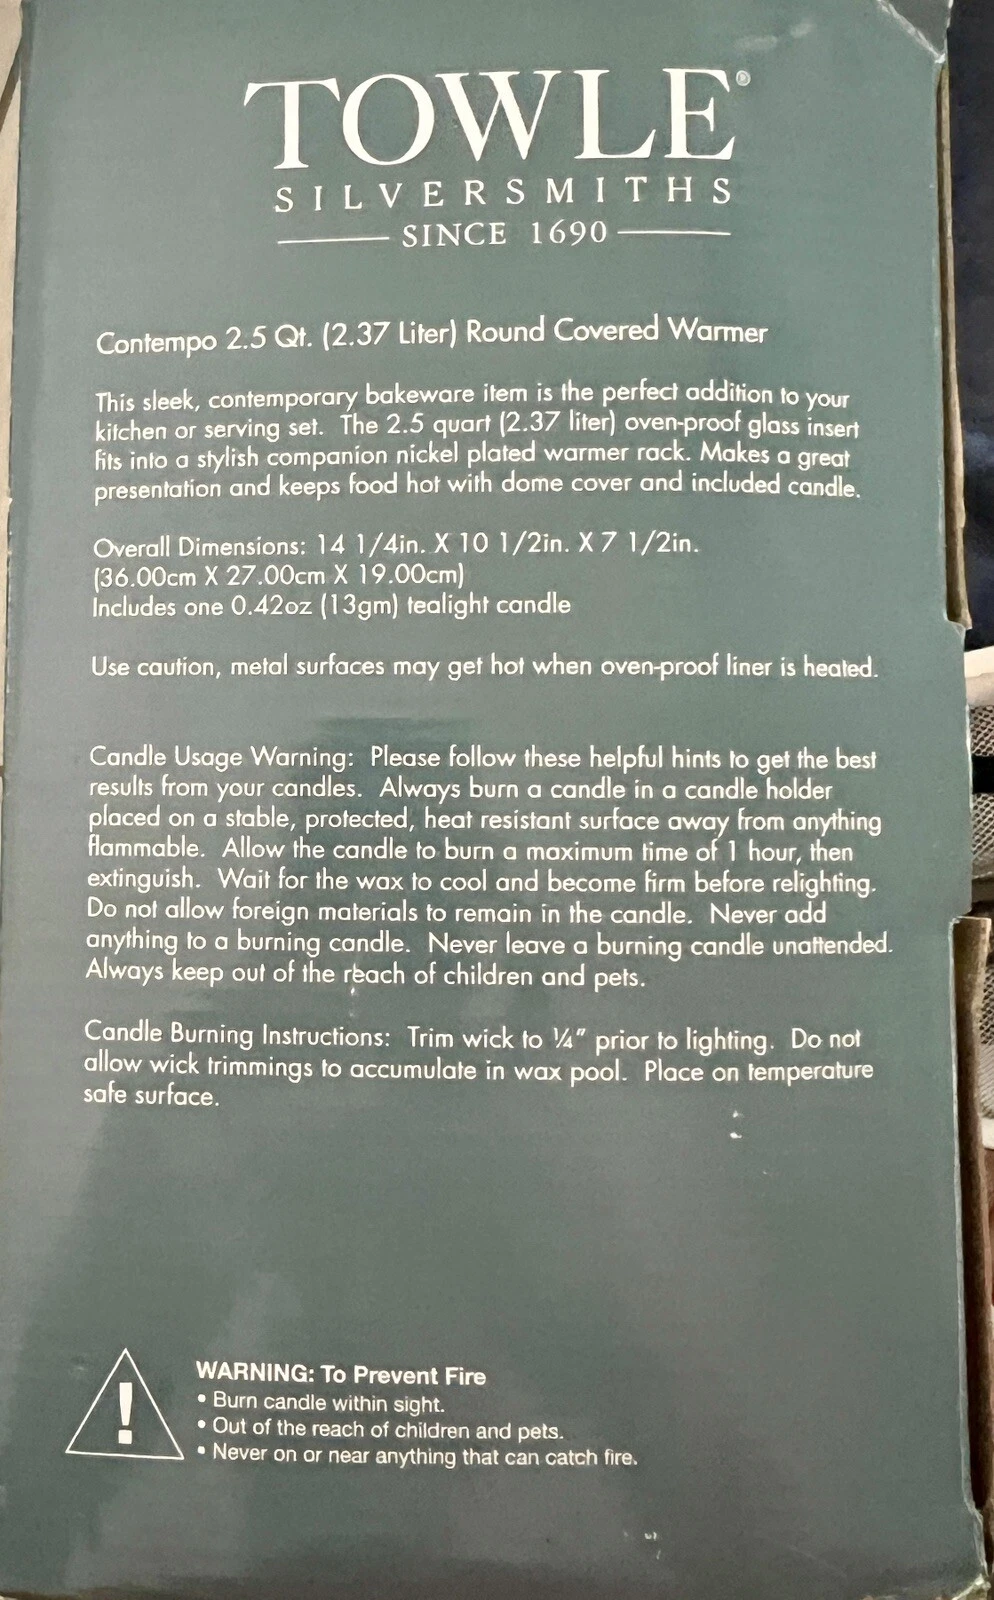 TOWLE®
SILVERSMITHS
SINCE 1690
Contempo 2.5 Qt. (2.37 Liter) Round Covered Warmer
This sleek, contemporary bakeware item is the perfect addition to your
kitchen or serving set. The 2.5 quart (2.37 liter) oven-proof glass insert
fits into a stylish companion nickel plated warmer rack. Makes a great
presentation and keeps food hot with dome cover and included candle.
Overall Dimensions: 14 1/4in. X 10 1/2in. X 7 1/2in.
(36.00cm X 27.00cm X 19.00cm)
Includes one 0.42oz (13gm) tealight candle
Use caution, metal surfaces may get hot when oven-proof liner is heated.
Candle Usage Warning: Please follow these helpful hints to get the best
results from your candles. Always burn a candle in a candle holder
placed on a stable, protected, heat resistant surface away from anything
flammable. Allow the candle to burn a maximum time of 1 hour, then
extinguish. Wait for the wax to cool and become firm before relighting.
Do not allow foreign materials to remain in the candle. Never add
anything to a burning candle. Never leave a burning candle unattended.
Always keep out of the reach of children and pets.
Candle Burning Instructions: Trim wick to ¼" prior to lighting. Do not
allow wick trimmings to accumulate in wax pool. Place on temperature
safe surface.
WARNING: To Prevent Fire
• Burn candle within sight.
• Out of the reach of children and pets.
• Never on or near anything that can catch fire.